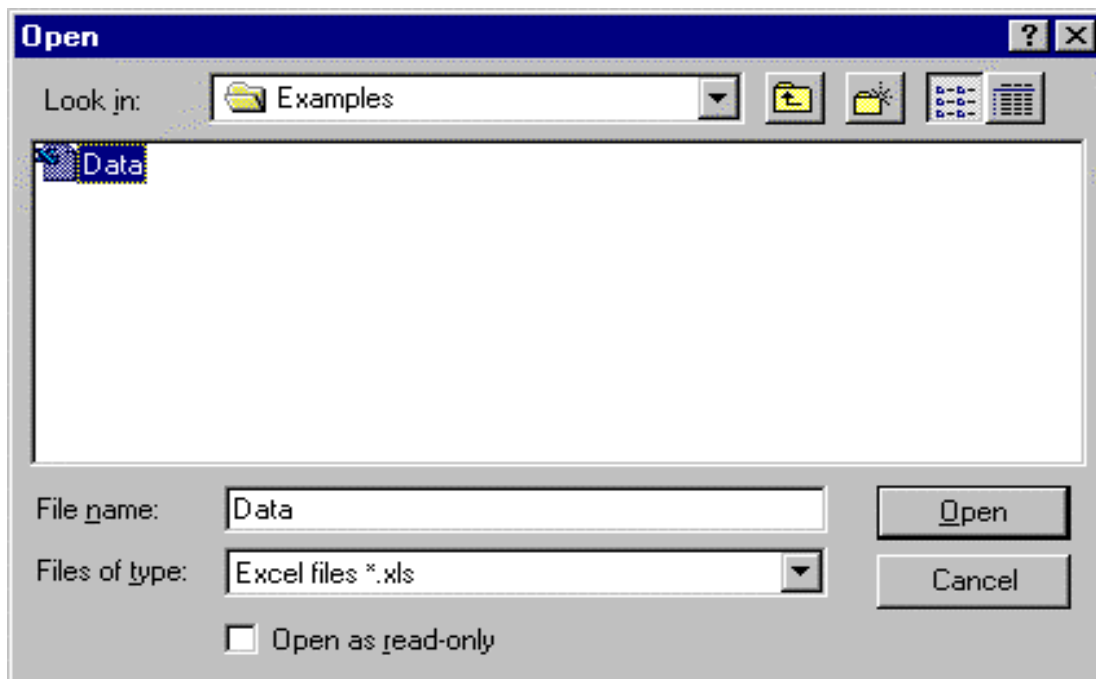 Open
Look in: Examples
Data
File name: Data Open
Files of type: Excel files *.xls Cancel
Open as read-only